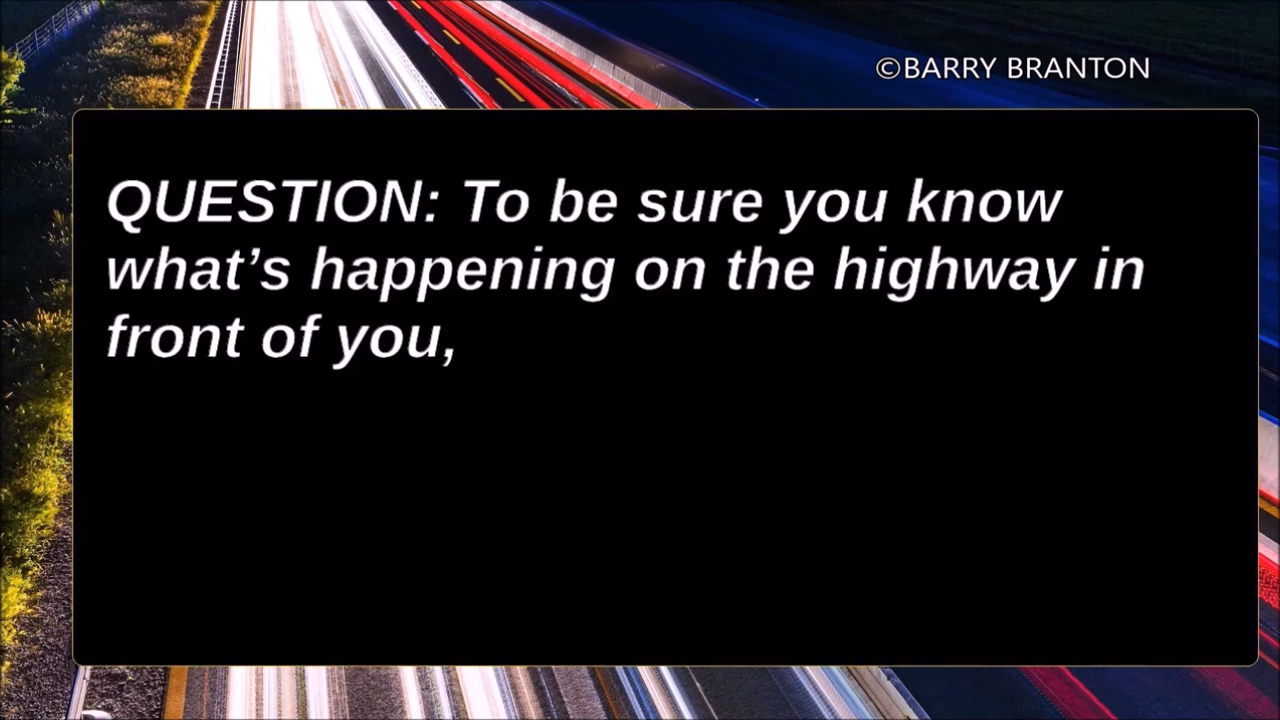 ©BARRY BRANTON
QUESTION: To be sure you know
what’s happening on the highway in
front of you,